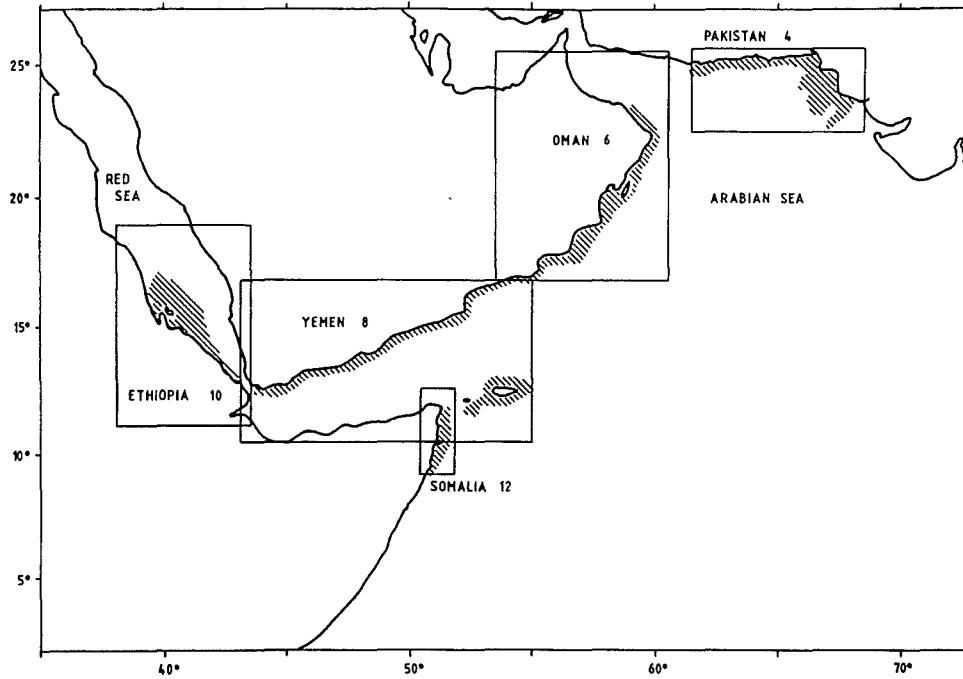 PAKISTAN 4
25°
OMAN 6
RED
SEA
20°
ARABIAN SEA
15°
YEMEN 8
ETHIOPIA 10
10°
SOMALIA 12
5°
40°
50°
60°
70°